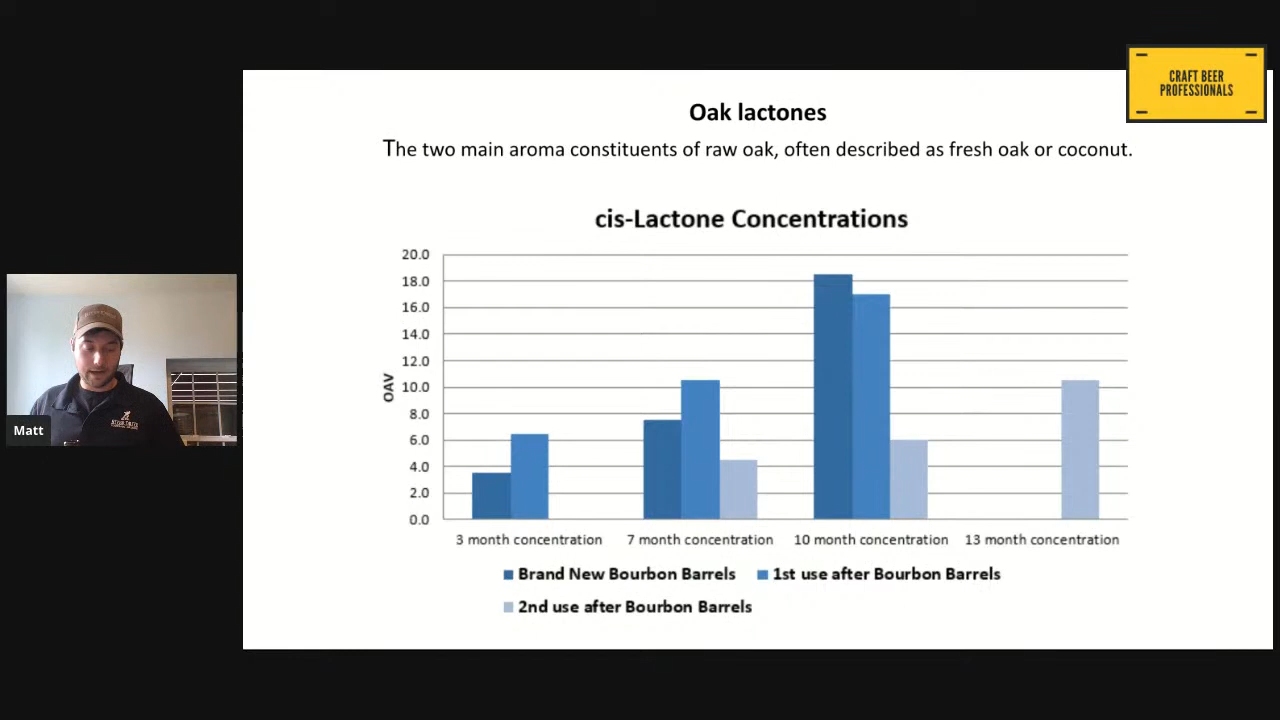 CRAFT BEER
PROFESSIONALS
Oak lactones
The two main aroma constituents of raw oak, often described as fresh oak or coconut.
cis-Lactone Concentrations
OAV
20.0
18.0
16.0
14.0
12.0
10.0
8.0
6.0
4.0
2.0
0.0
3 month concentration 7 month concentration 10 month concentration 13 month concentration
Brand New Bourbon Barrels 1st use after Bourbon Barrels
2nd use after Bourbon Barrels
Matt